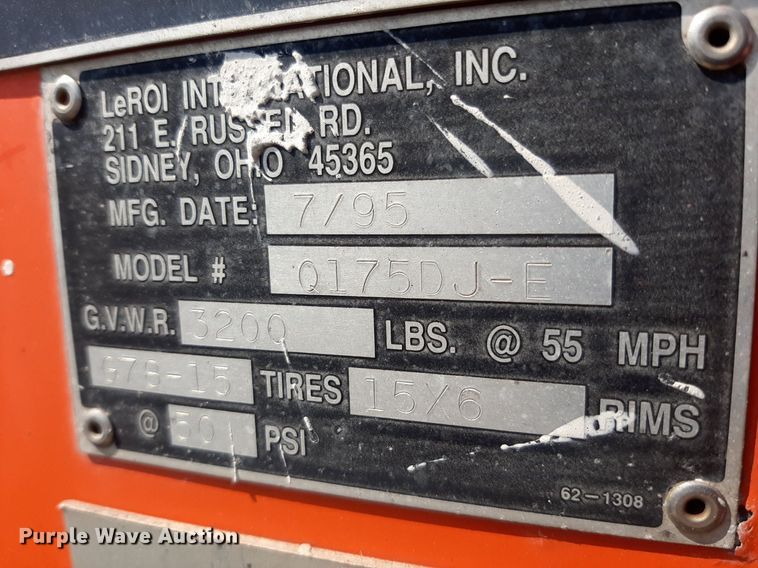 LeROI INTERNATIONAL, INC.
211 E. RUSSELL RD.
SIDNEY, OHIO 45365
MFG. DATE: 7/95
MODEL # Q175DJ-E
G.V.W.R. 3200 LBS. @ 55 MPH
G78-15 TIRES 15X6 RIMS
@ 50 PSI
62-1308
Purple Wave Auction